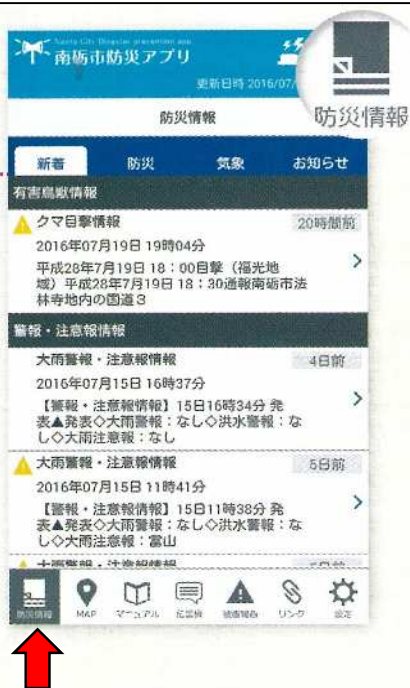 Nanto City Disaster prevention app
南砺市防災アプリ
更新日時 2016/07/
防災情報
防災情報
新着 防災 気象 お知らせ
有害鳥獣情報
クマ目撃情報 20時間前
2016年07月19日 19時04分
平成28年7月19日 18:00目撃(福光地
域)平成28年7月19日 18:30通報南砺市法
林寺地内の国道3
警報・注意報情報
大雨警報・注意報情報 4日前
2016年07月15日 16時37分
【警報・注意報情報】15日16時34分 発
表▲発表◇大雨警報:なし◇洪水警報:な
し◇大雨注意報:なし
大雨警報・注意報情報 5日前
2016年07月15日 11時41分
【警報・注意報情報】15日11時38分 発
表▲発表◇大雨警報:なし◇洪水警報:な
し◇大雨注意報:富山
大雨警報・注意報情報
防災情報 MAP マニュアル 伝言板 被害報告 リンク 設定